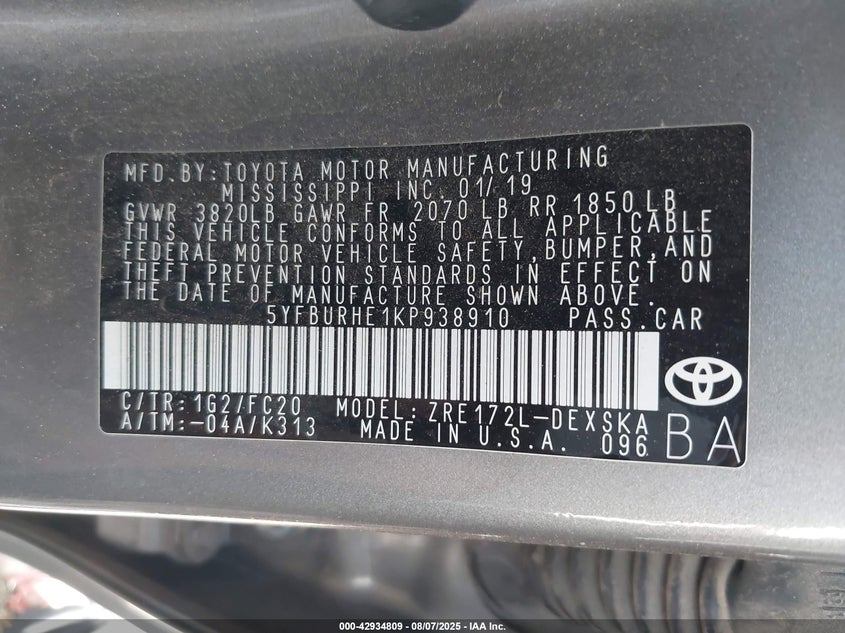 MFD.BY:TOYOTA MOTOR MANUFACTURING
MISSISSIPPI INC. 01/19
GVWR 3820LB GAWR FR 2070 LB RR 1850 LB
THIS VEHICLE CONFORMS TO ALL APPLICABLE
FEDERAL MOTOR VEHICLE SAFETY,BUMPER,AND
THEFT PREVENTION STANDARDS IN EFFECT ON
THE DATE OF MANUFACTURE SHOWN ABOVE.
5YFBURHE1KP938910 PASS.CAR
C/TR: 1G2/FC20 MODEL: ZRE172L-DEXSKA
A/TM:-04A/K313 MADE IN U.S.A. 096
BA
000-42934809 - 08/07/2025 - IAA Inc.